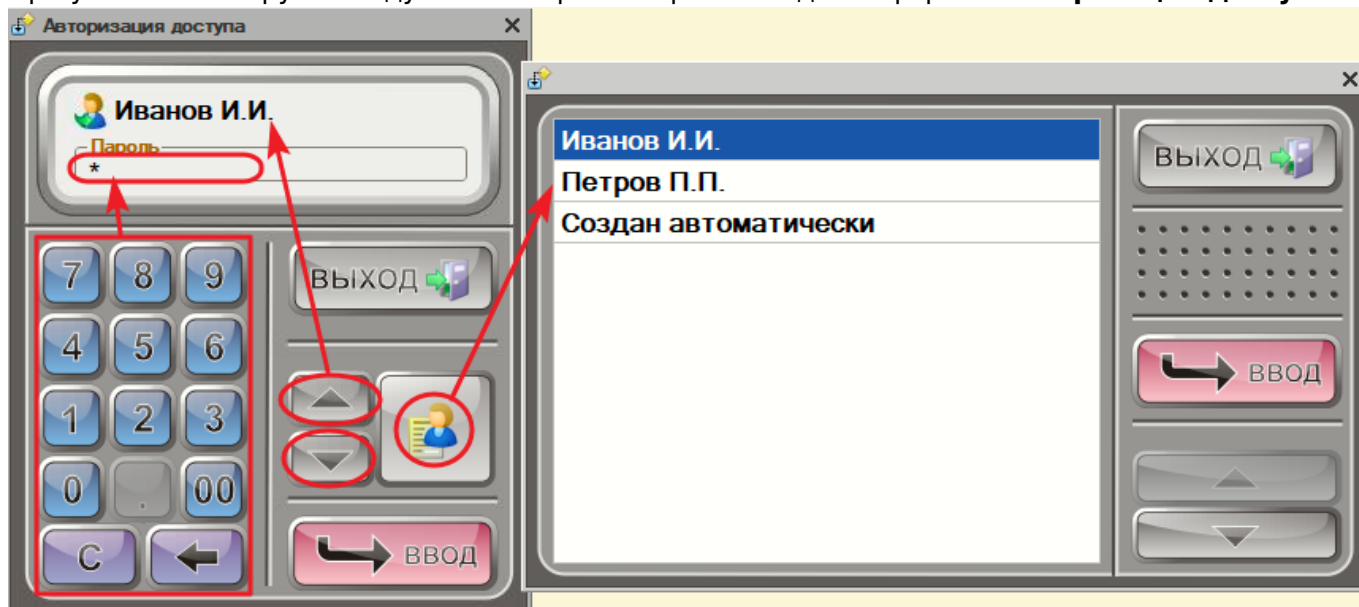 Авторизация доступа
Иванов И.И.
Пароль
*
7 8 9
ВЫХОД
4 5 6
1 2 3
0 . 00
C
ВВОД
Иванов И.И.
Петров П.П.
Создан автоматически
ВЫХОД
ВВОД